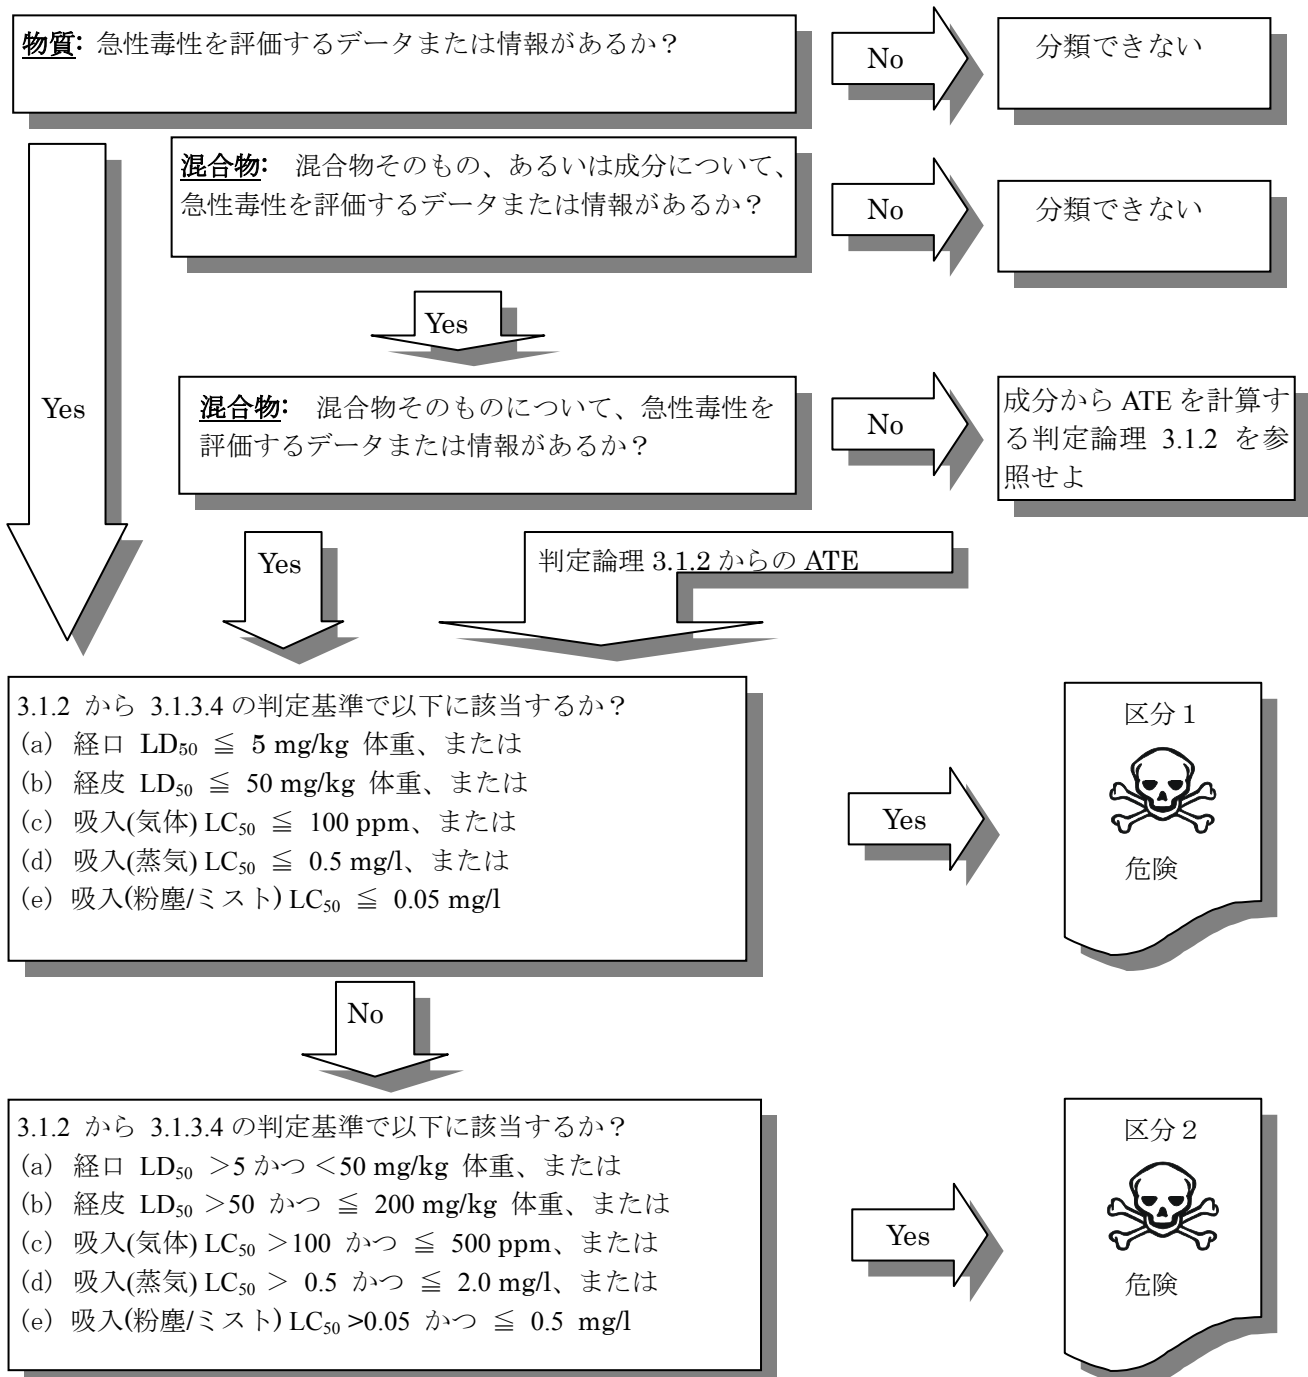 物質: 急性毒性を評価するデータまたは情報があるか？
No
分類できない
混合物: 混合物そのもの、あるいは成分について、
急性毒性を評価するデータまたは情報があるか？
No
分類できない
Yes
Yes
混合物: 混合物そのものについて、急性毒性を
評価するデータまたは情報があるか？
No
成分から ATE を計算す
る判定論理 3.1.2 を参
照せよ
Yes
判定論理 3.1.2 からの ATE
3.1.2 から 3.1.3.4 の判定基準で以下に該当するか？
(a) 経口 LD50 ≦ 5 mg/kg 体重、または
(b) 経皮 LD50 ≦ 50 mg/kg 体重、または
(c) 吸入(気体) LC50 ≦ 100 ppm、または
(d) 吸入(蒸気) LC50 ≦ 0.5 mg/l、または
(e) 吸入(粉塵/ミスト) LC50 ≦ 0.05 mg/l
Yes
区分１
危険
No
3.1.2 から 3.1.3.4 の判定基準で以下に該当するか？
(a) 経口 LD50 ＞5 かつ ＜50 mg/kg 体重、または
(b) 経皮 LD50 ＞50 かつ ≦ 200 mg/kg 体重、または
(c) 吸入(気体) LC50 ＞100 かつ ≦ 500 ppm、または
(d) 吸入(蒸気) LC50 ＞ 0.5 かつ ≦ 2.0 mg/l、または
(e) 吸入(粉塵/ミスト) LC50 >0.05 かつ ≦ 0.5 mg/l
Yes
区分２
危険